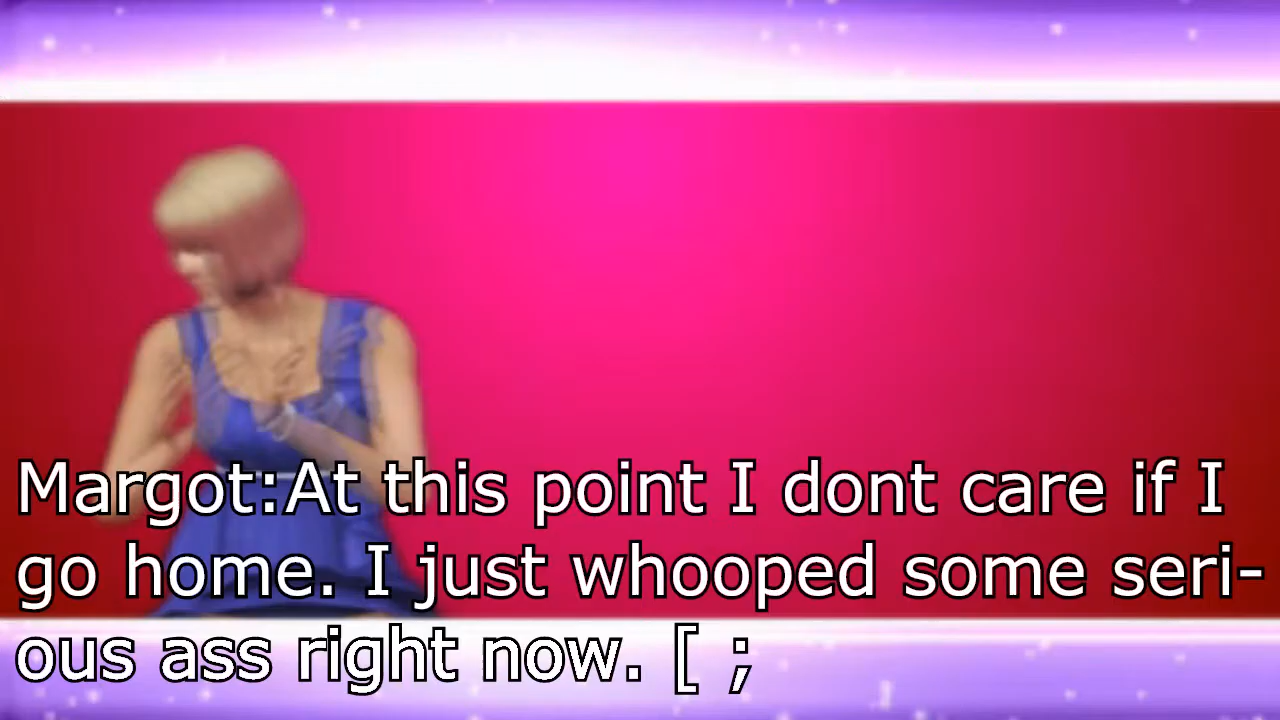 Margot:At this point I dont care if I
go home. I just whooped some seri-
ous ass right now. [ ;